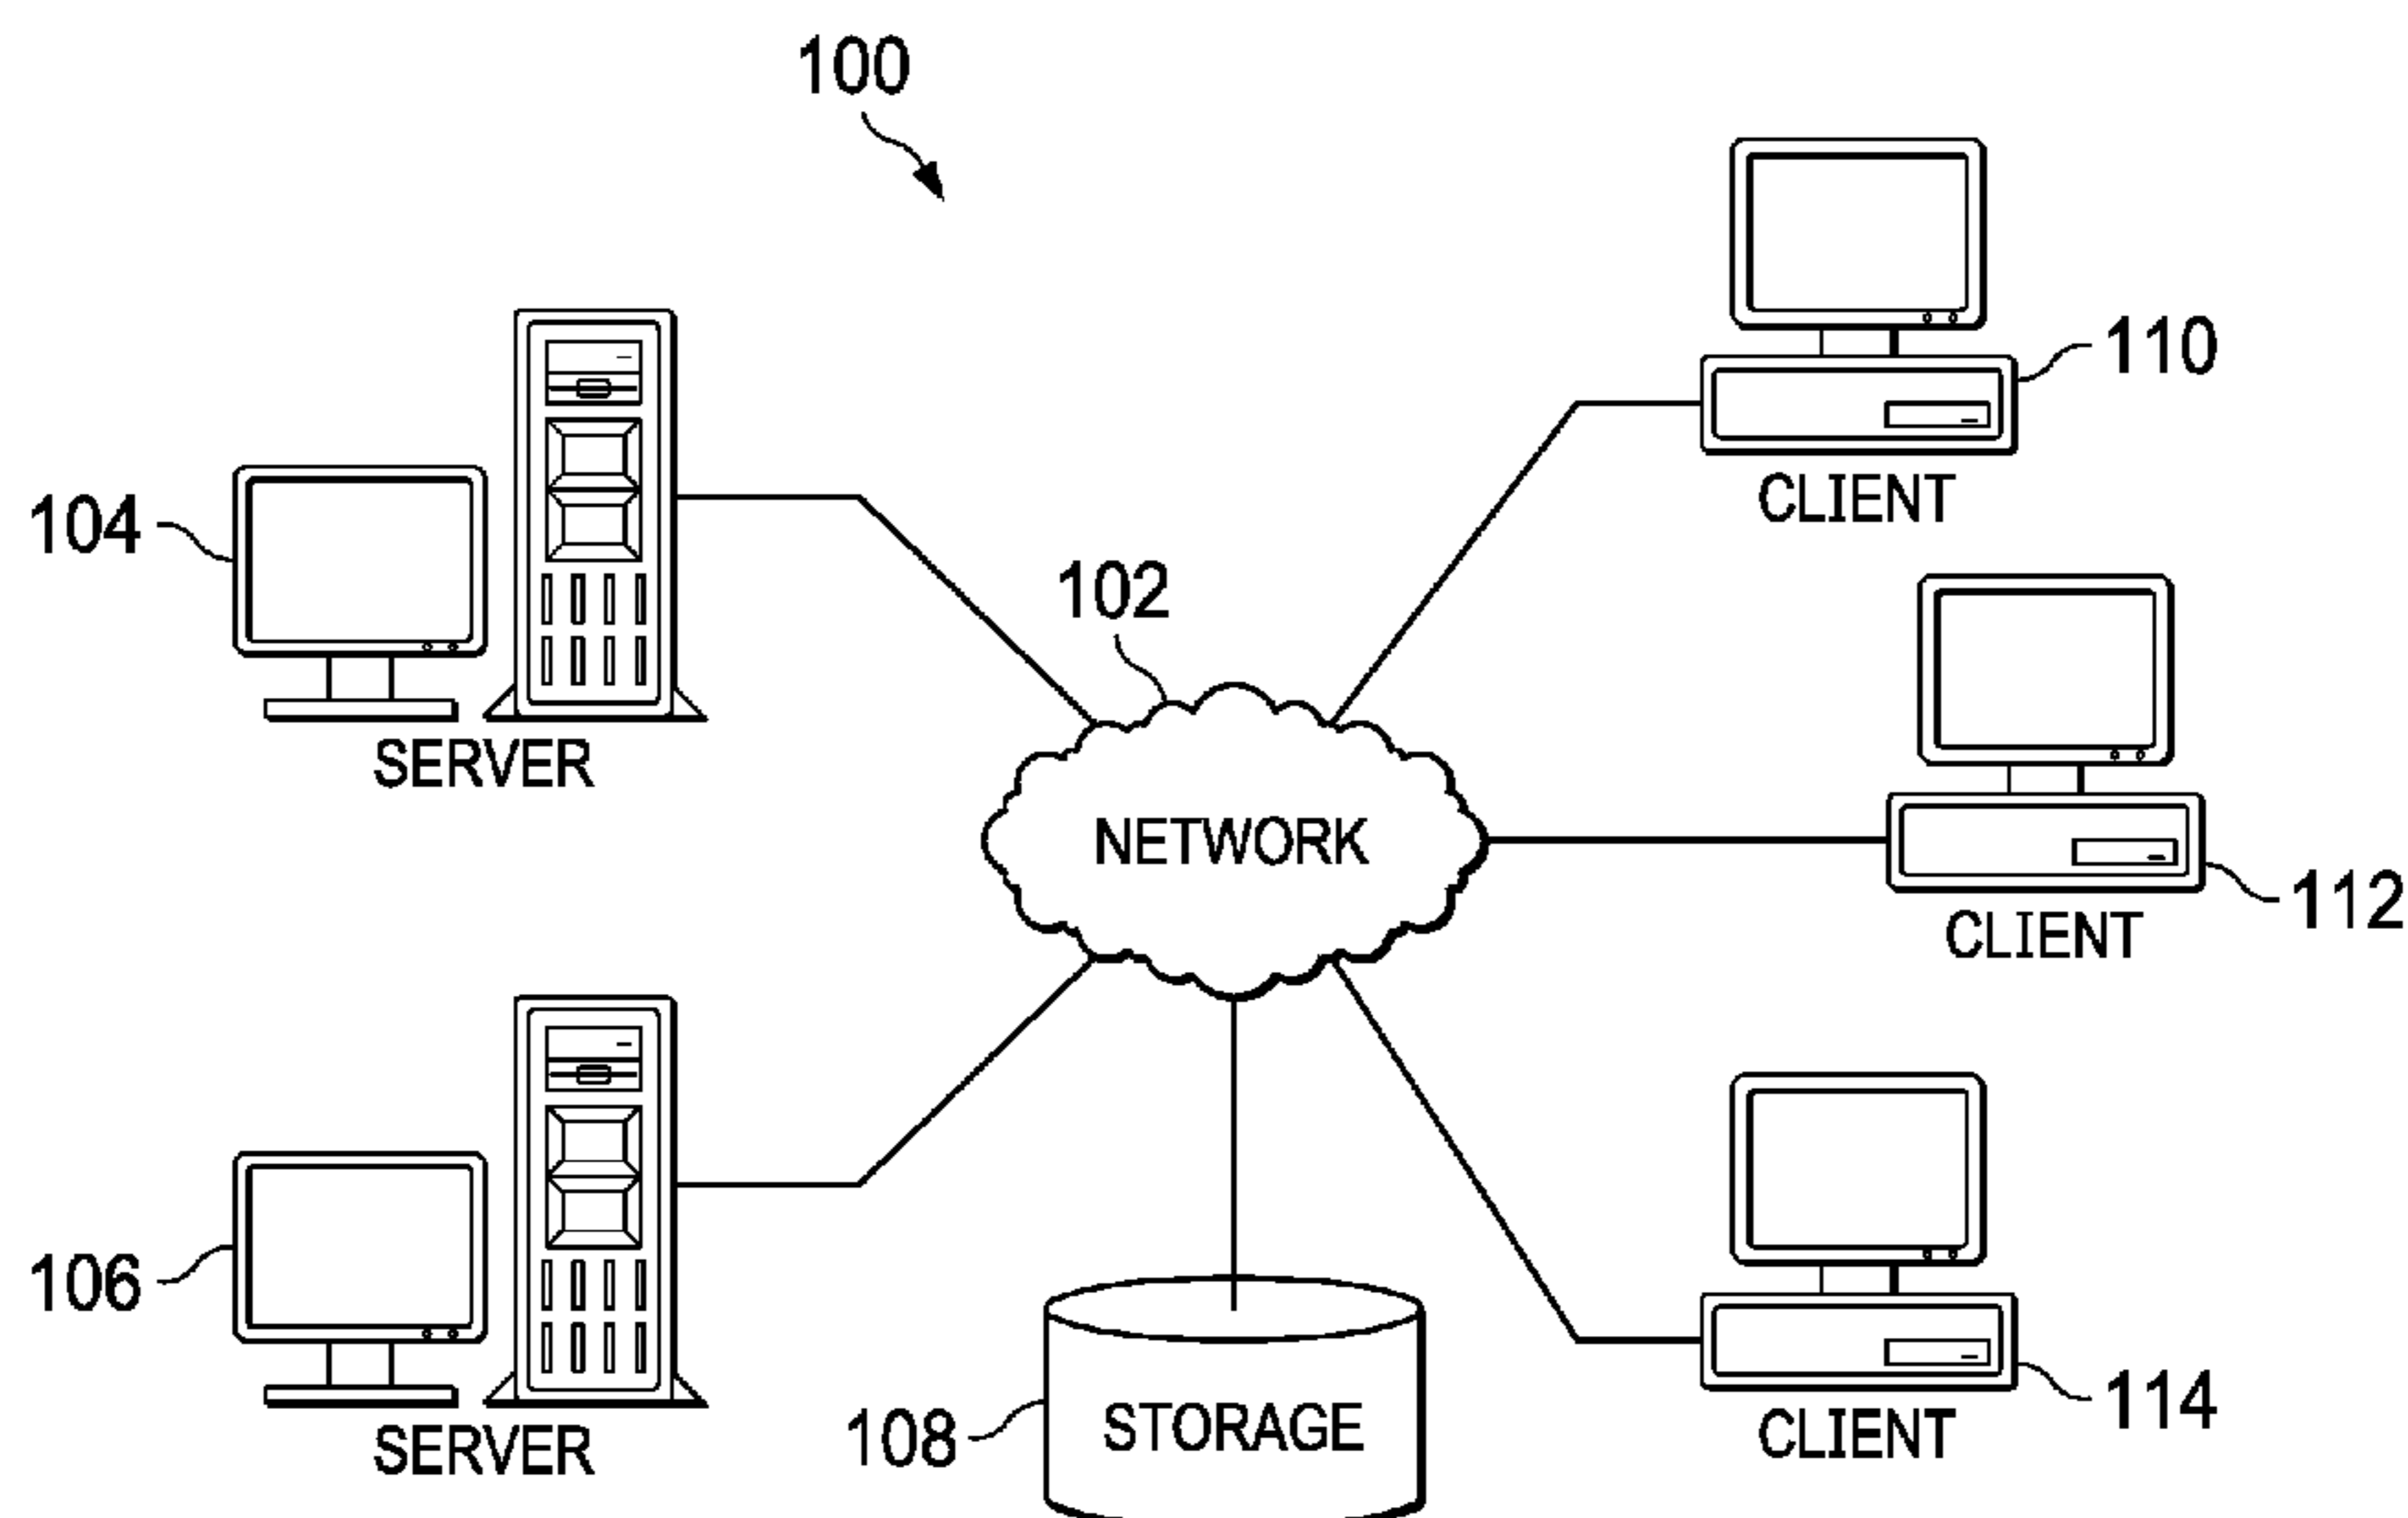 100
110
CLIENT
104
SERVER
102
NETWORK
112
CLIENT
106
SERVER
108
STORAGE
114
CLIENT